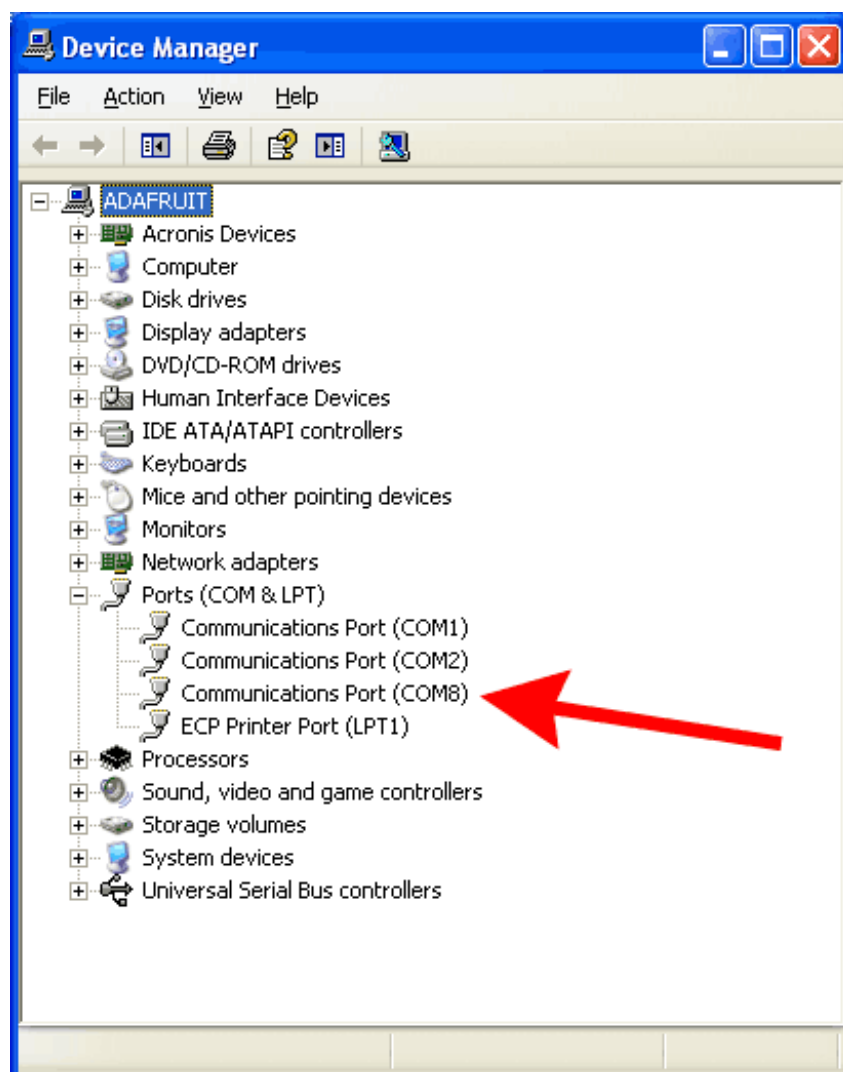 Device Manager
File Action View Help
ADAFRUIT
Acronis Devices
Computer
Disk drives
Display adapters
DVD/CD-ROM drives
Human Interface Devices
IDE ATA/ATAPI controllers
Keyboards
Mice and other pointing devices
Monitors
Network adapters
Ports (COM & LPT)
Communications Port (COM1)
Communications Port (COM2)
Communications Port (COM8)
ECP Printer Port (LPT1)
Processors
Sound, video and game controllers
Storage volumes
System devices
Universal Serial Bus controllers